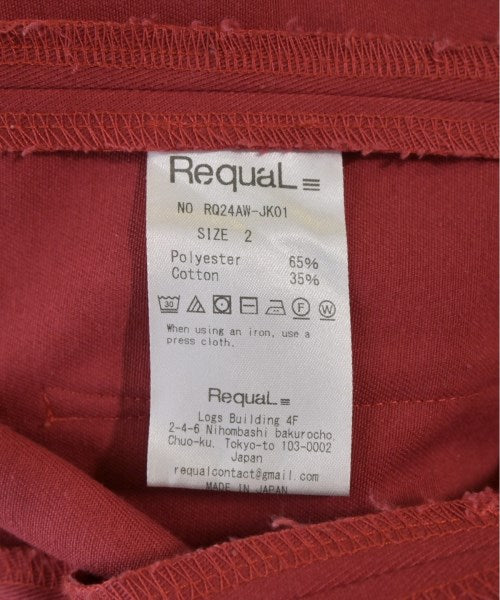 RequaL≡
NO RQ24AW-JK01
SIZE 2
Polyester 65%
Cotton 35%
30 P F W
When using an iron, use a
press cloth.
RequaL≡
Logs Building 4F
2-4-6 Nihombashi bakurocho,
Chuo-ku, Tokyo-to 103-0002
Japan
requalcontact@gmail.com
MADE IN JAPAN